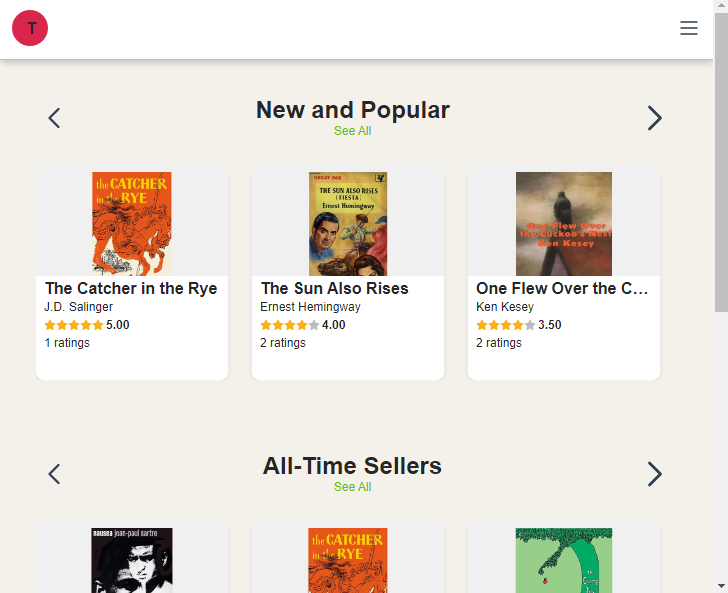 T
New and Popular
See All
the CATCHER
in the RYE
GREAT PAN
THE SUN ALSO RISES
(FIESTA)
Ernest Hemingway
One Flew Over
the Cuckoo's Nest
Ken Kesey
The Catcher in the Rye
J.D. Salinger
5.00
1 ratings
The Sun Also Rises
Ernest Hemingway
4.00
2 ratings
One Flew Over the C...
Ken Kesey
3.50
2 ratings
All-Time Sellers
See All
nausea jean-paul sartre
the CATCHER
in the RYE
the
Giving